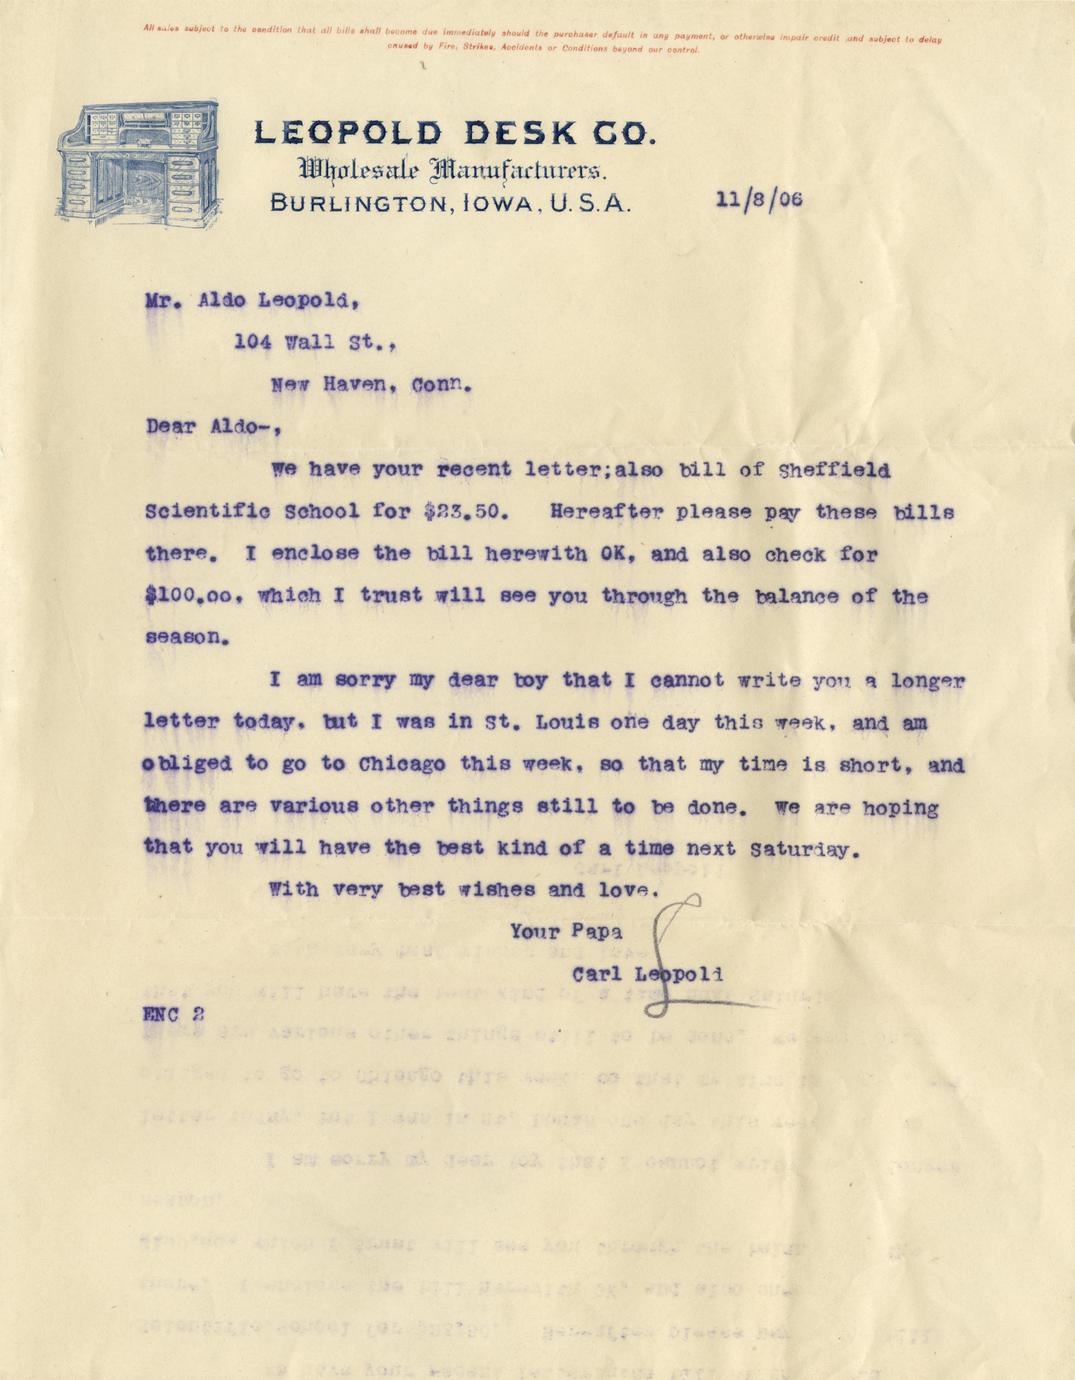 All sales subject to the condition that all bills shall become due immediately should the purchaser default in any payment, or otherwise impair credit and subject to delay
caused by Fire, Strikes, Accidents or Conditions beyond our control.
LEOPOLD DESK CO.
Wholesale Manufacturers.
BURLINGTON, IOWA, U.S.A.
11/8/06
Mr. Aldo Leopold,
104 Wall St.,
New Haven, Conn.
Dear Aldo-,
We have your recent letter;also bill of Sheffield
Scientific School for $23.50. Hereafter please pay these bills
there. I enclose the bill herewith OK, and also check for
$100.00, which I trust will see you through the balance of the
season.
I am sorry my dear boy that I cannot write you a longer
letter today, but I was in St. Louis one day this week, and am
obliged to go to Chicago this week, so that my time is short, and
there are various other things still to be done. We are hoping
that you will have the best kind of a time next Saturday.
With very best wishes and love.
Your Papa
Carl Leopold
ENC 2